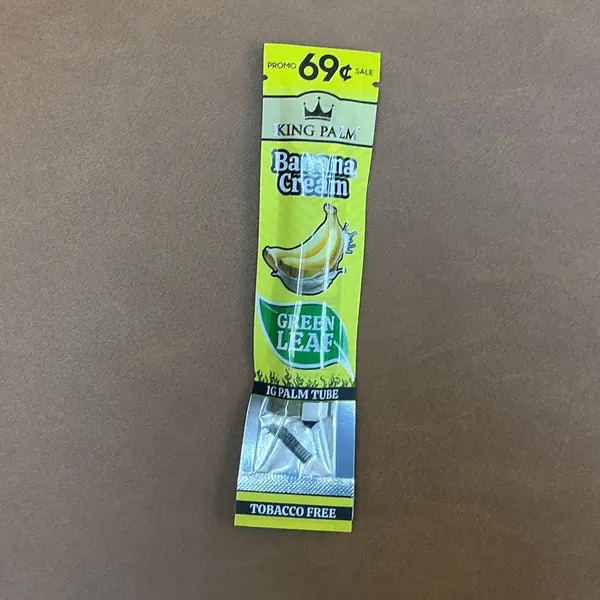 PROMO 69¢ SALE
KING PALM
Banana
Cream
GREEN
LEAF
1G PALM TUBE
TOBACCO FREE